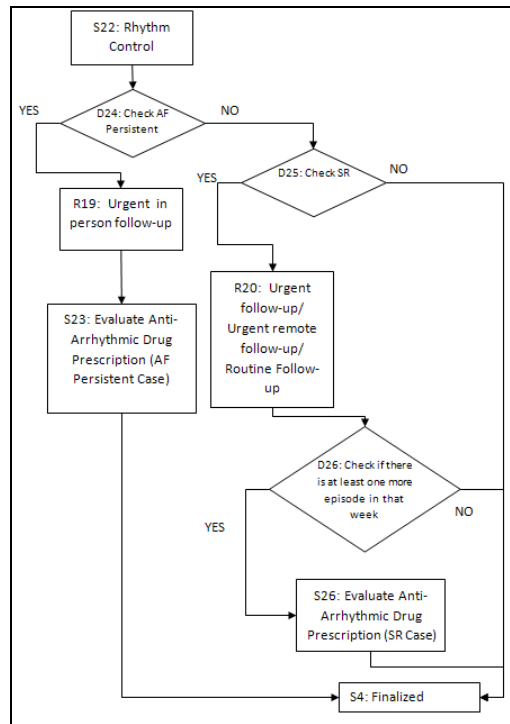 S22: Rhythm
Control
YES
D24: Check AF
Persistent
NO
D25: Check SR
YES
NO
R19: Urgent in
person follow-up
R20: Urgent
follow-up/
Urgent remote
follow-up/
Routine Follow-
up
S23: Evaluate Anti-
Arrhythmic Drug
Prescription (AF
Persistent Case)
D26: Check if there
is at least one more
episode in that
week
YES
NO
S26: Evaluate Anti-
Arrhythmic Drug
Prescription (SR Case)
S4: Finalized